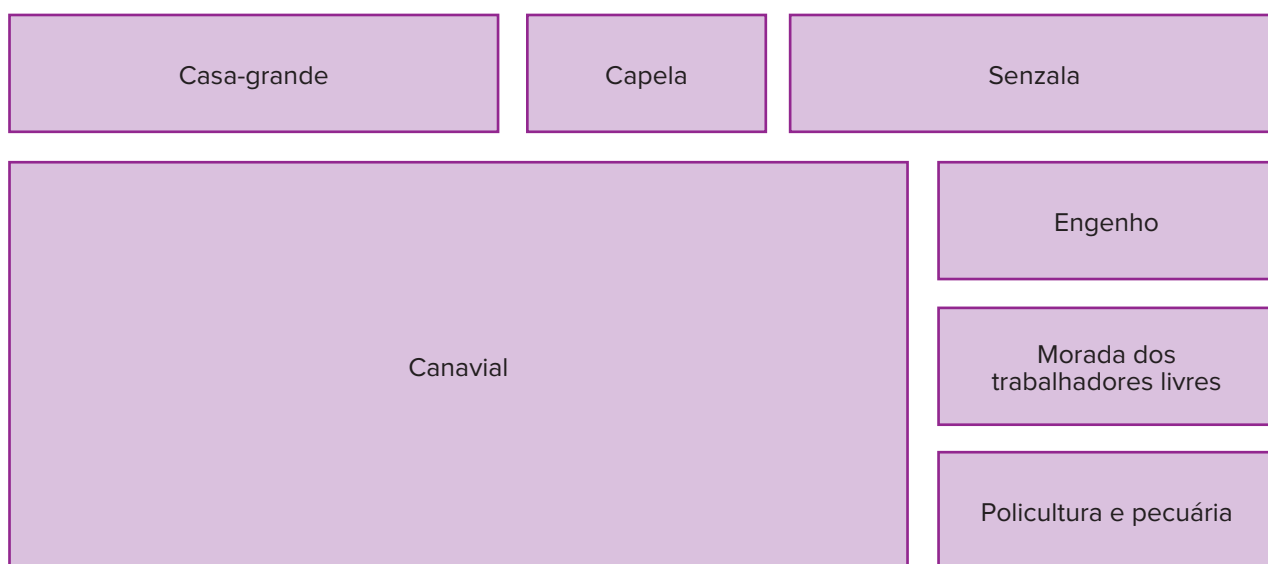 Casa-grande
Capela
Senzala
Canavial
Engenho
Morada dos
trabalhadores livres
Policultura e pecuária